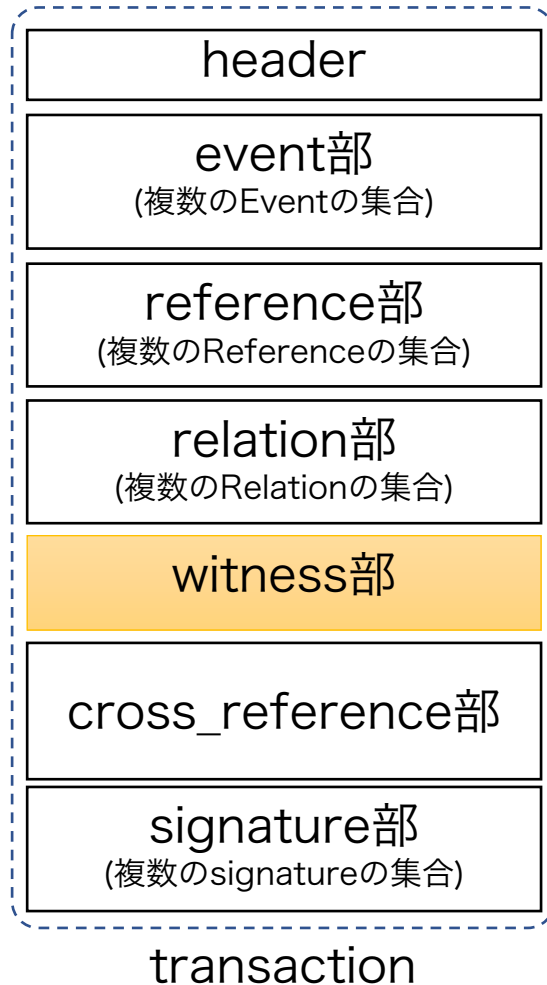 header
event部
(複数のEventの集合)
reference部
(複数のReferenceの集合)
relation部
(複数のRelationの集合)
witness部
cross_reference部
signature部
(複数のsignatureの集合)
transaction